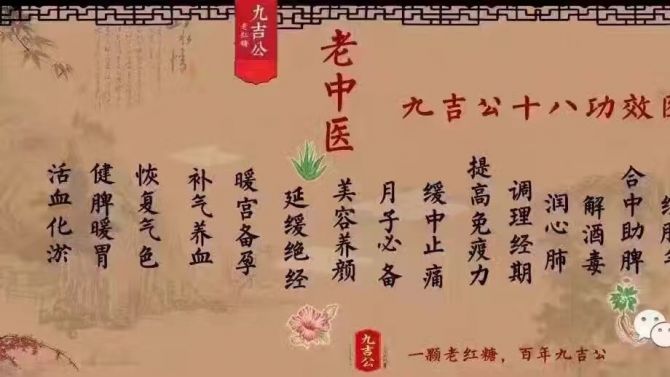 九吉公
老红糖
老中医
九吉公十八功效
合中助脾
解酒毒
润心肺
调理经期
提高免疫力
缓中止痛
月子必备
美容养颜
延缓绝经
暖宫备孕
补气养血
恢复气色
健脾暖胃
活血化淤
九吉公
一颗老红糖，百年九吉公